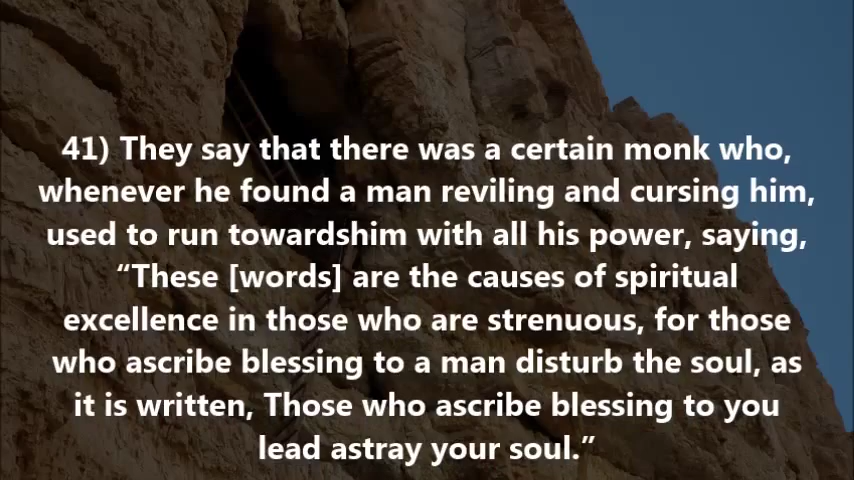 41) They say that there was a certain monk who,
whenever he found a man reviling and cursing him,
used to run towardshim with all his power, saying,
“These [words] are the causes of spiritual
excellence in those who are strenuous, for those
who ascribe blessing to a man disturb the soul, as
it is written, Those who ascribe blessing to you
lead astray your soul.”